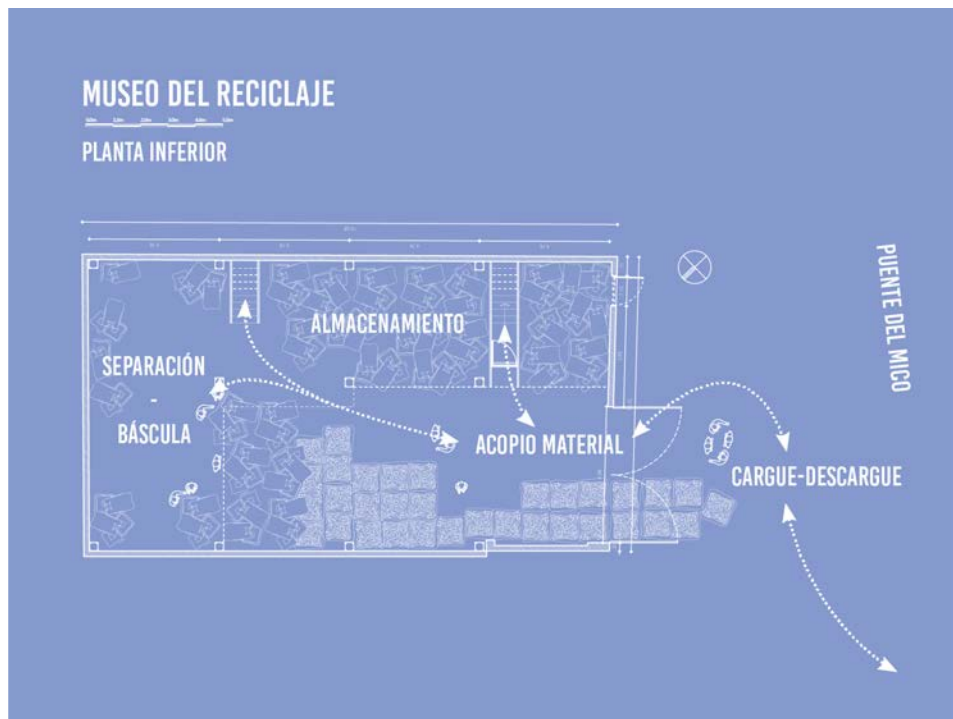 MUSEO DEL RECICLAJE
PLANTA INFERIOR
PUENTE DEL MICO
ALMACENAMIENTO
SEPARACIÓN
-
BÁSCULA
ACOPIO MATERIAL
CARGUE-DESCARGUE